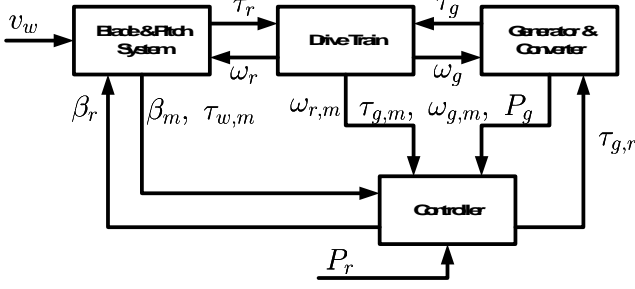 v_w
Blade & Pitch
System
τ_r
Drive Train
τ_g
Generator &
Converter
ω_r
ω_g
β_r
β_m, τ_{w,m}
ω_{r,m}
τ_{g,m}, ω_{g,m}, P_g
τ_{g,r}
Controller
P_r